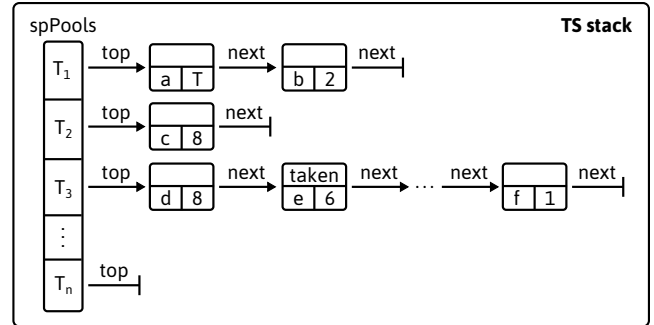 spPools TS stack
T₁ top next next
a T b 2
T₂ top next
c 8
T₃ top next taken next ... next next
d 8 e 6 f 1
⋮
Tₙ top